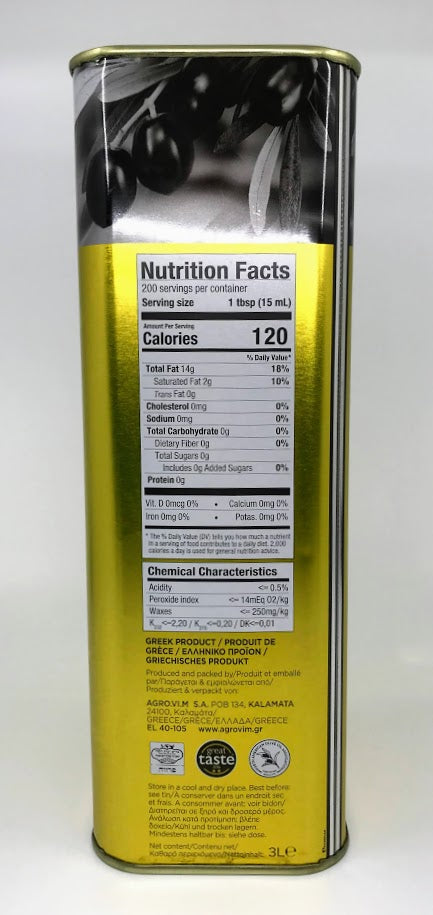 Nutrition Facts
200 servings per container
Serving size 1 tbsp (15 mL)
Amount Per Serving
Calories 120
% Daily Value*
Total Fat 14g 18%
Saturated Fat 2g 10%
Trans Fat 0g
Cholesterol 0mg 0%
Sodium 0mg 0%
Total Carbohydrate 0g 0%
Dietary Fiber 0g 0%
Total Sugars 0g
Includes 0g Added Sugars 0%
Protein 0g
Vit. D 0mcg 0% • Calcium 0mg 0%
Iron 0mg 0% • Potas. 0mg 0%
* The % Daily Value (DV) tells you how much a nutrient
in a serving of food contributes to a daily diet. 2,000
calories a day is used for general nutrition advice.
Chemical Characteristics
Acidity <= 0.5%
Peroxide index <= 14mEq O2/kg
Waxes <= 250mg/kg
<=2,20 / <=0,20 / DK<=0,01
GREEK PRODUCT / PRODUIT DE
GRÈCE / ΕΛΛΗΝΙΚΟ ΠΡΟΪΟΝ /
GRIECHISCHES PRODUKT
Produced and packed by/Produit et emballé
par/Παράγεται & εμφιαλώνεται από/
Produziert & verpackt von:
AGRO.VI.M S.A. POB 134, KALAMATA
24100, Καλαμάτα/
GREECE/GRÈCE/ΕΛΛΑΔΑ/GREECE
EL 40-105 www.agrovim.gr
great
taste
Store in a cool and dry place. Best before:
see tin/A conserver dans un endroit sec
et frais. A consommer avant: voir bidon/
Διατηρείται σε ξηρό και δροσερό μέρος.
Ανάλωση κατά προτίμηση: βλέπε
δοχείο/Kühl und trocken lagern.
Mindestens haltbar bis: siehe dose.
Net content/Contenu net/
Καθαρό περιεχόμενο/Nettoinhalt: 3L℮